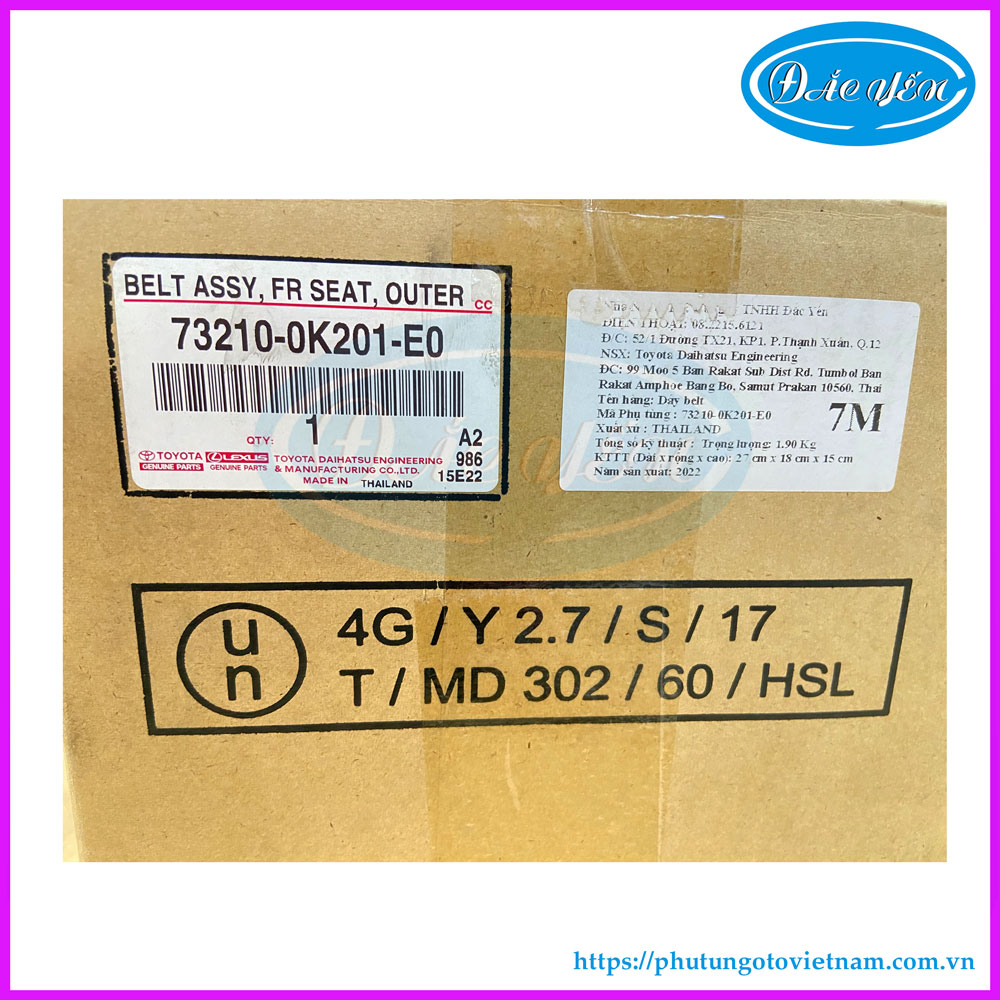 ĐẮC YẾN
BELT ASSY, FR SEAT, OUTER CC
73210-0K201-E0
QTY: 1 A2
986
15E22
TOYOTA
GENUINE PARTS
LEXUS
GENUINE PARTS
TOYOTA DAIHATSU ENGINEERING
& MANUFACTURING CO.,LTD.
MADE IN THAILAND
TNHH Đắc Yến
ĐIỆN THOẠI:
Đ/C: 52/1 Đường TX21, KP1, P.Thạnh Xuân, Q.12
NSX: Toyota Daihatsu Engineering
ĐC: 99 Moo 5 Ban Rakat Sub Dist Rd. Tumbol Ban
Rakat Amphoe Bang Bo, Samut Prakan 10560, Thai
Tên hàng: Dây belt
Mã Phụ tùng : 73210-0K201-E0
Xuất xứ : THAILAND
Tổng số kỹ thuật : Trọng lượng: 1.90 Kg
KTTT (Dài x rộng x cao): 27 cm x 18 cm x 15 cm
Năm sản xuất: 2022
7M
un
4G / Y 2.7 / S / 17
T / MD 302 / 60 / HSL
https://phutungotovietnam.com.vn